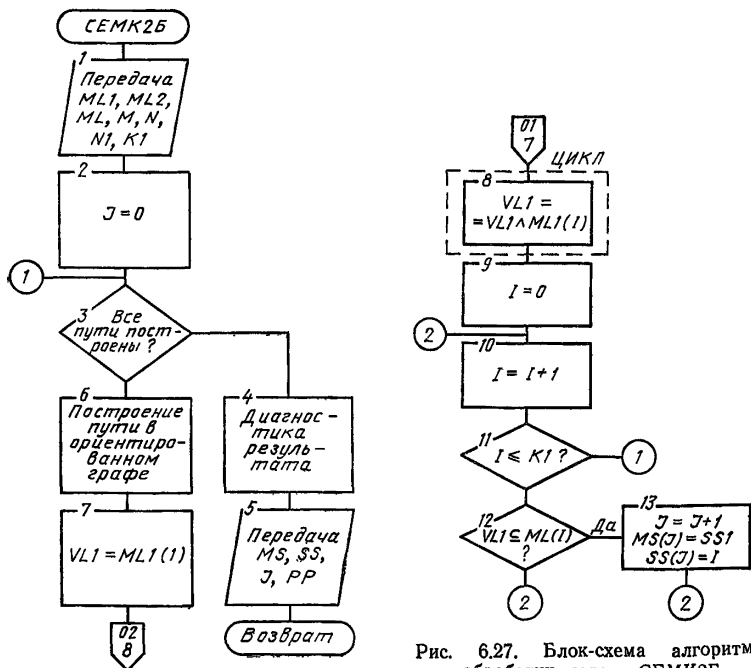 СЕМК2Б
1
Передача
ML1, ML2,
ML, M, N,
N1, K1
2
J=0
1
3 Все
пути пост-
роены?
6
Построение
пути в
ориентиро-
ванном
графе
4
Диагнос-
тика
резуль-
тата
7
VL1=ML1(1)
5
Передача
MS, SS,
J, PP
02
8
Возврат
01
7
ЦИКЛ
8
VL1=
=VL1∧ML1(I)
9
I=0
2
10
I=I+1
11
I≤K1?
1
12
VL1⊆ML(I)
?
Да
13
J=J+1
MS(J)=SS1
SS(J)=I
2
2
Рис. 6.27. Блок-схема
СЕМК2Б